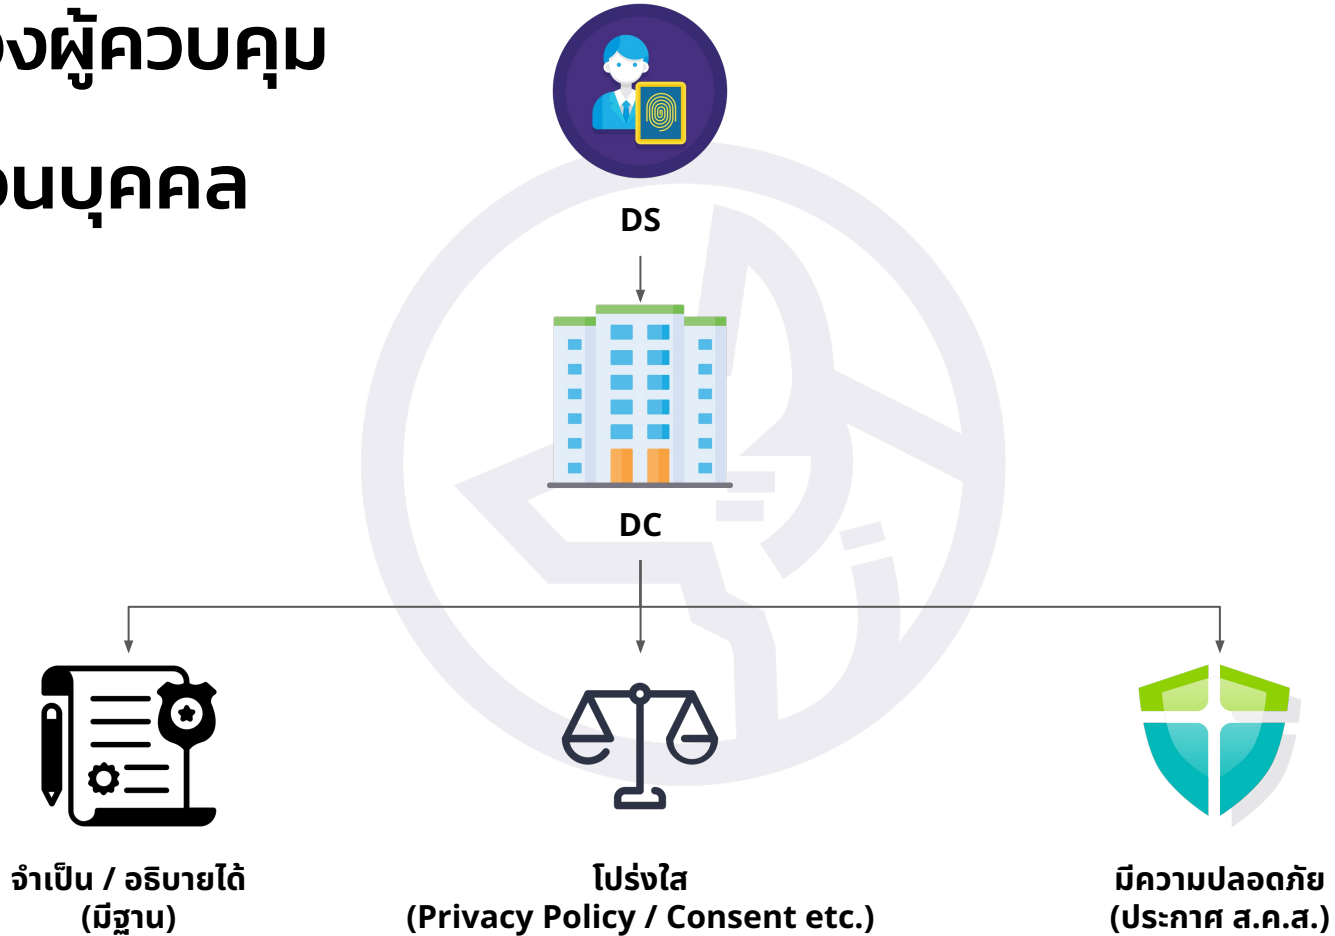 ผู้ควบคุม
บุคคล
DS
DC
จำเป็น / อธิบายได้
(มีฐาน)
โปร่งใส
(Privacy Policy / Consent etc.)
มีความปลอดภัย
(ประกาศ ส.ค.ส.)